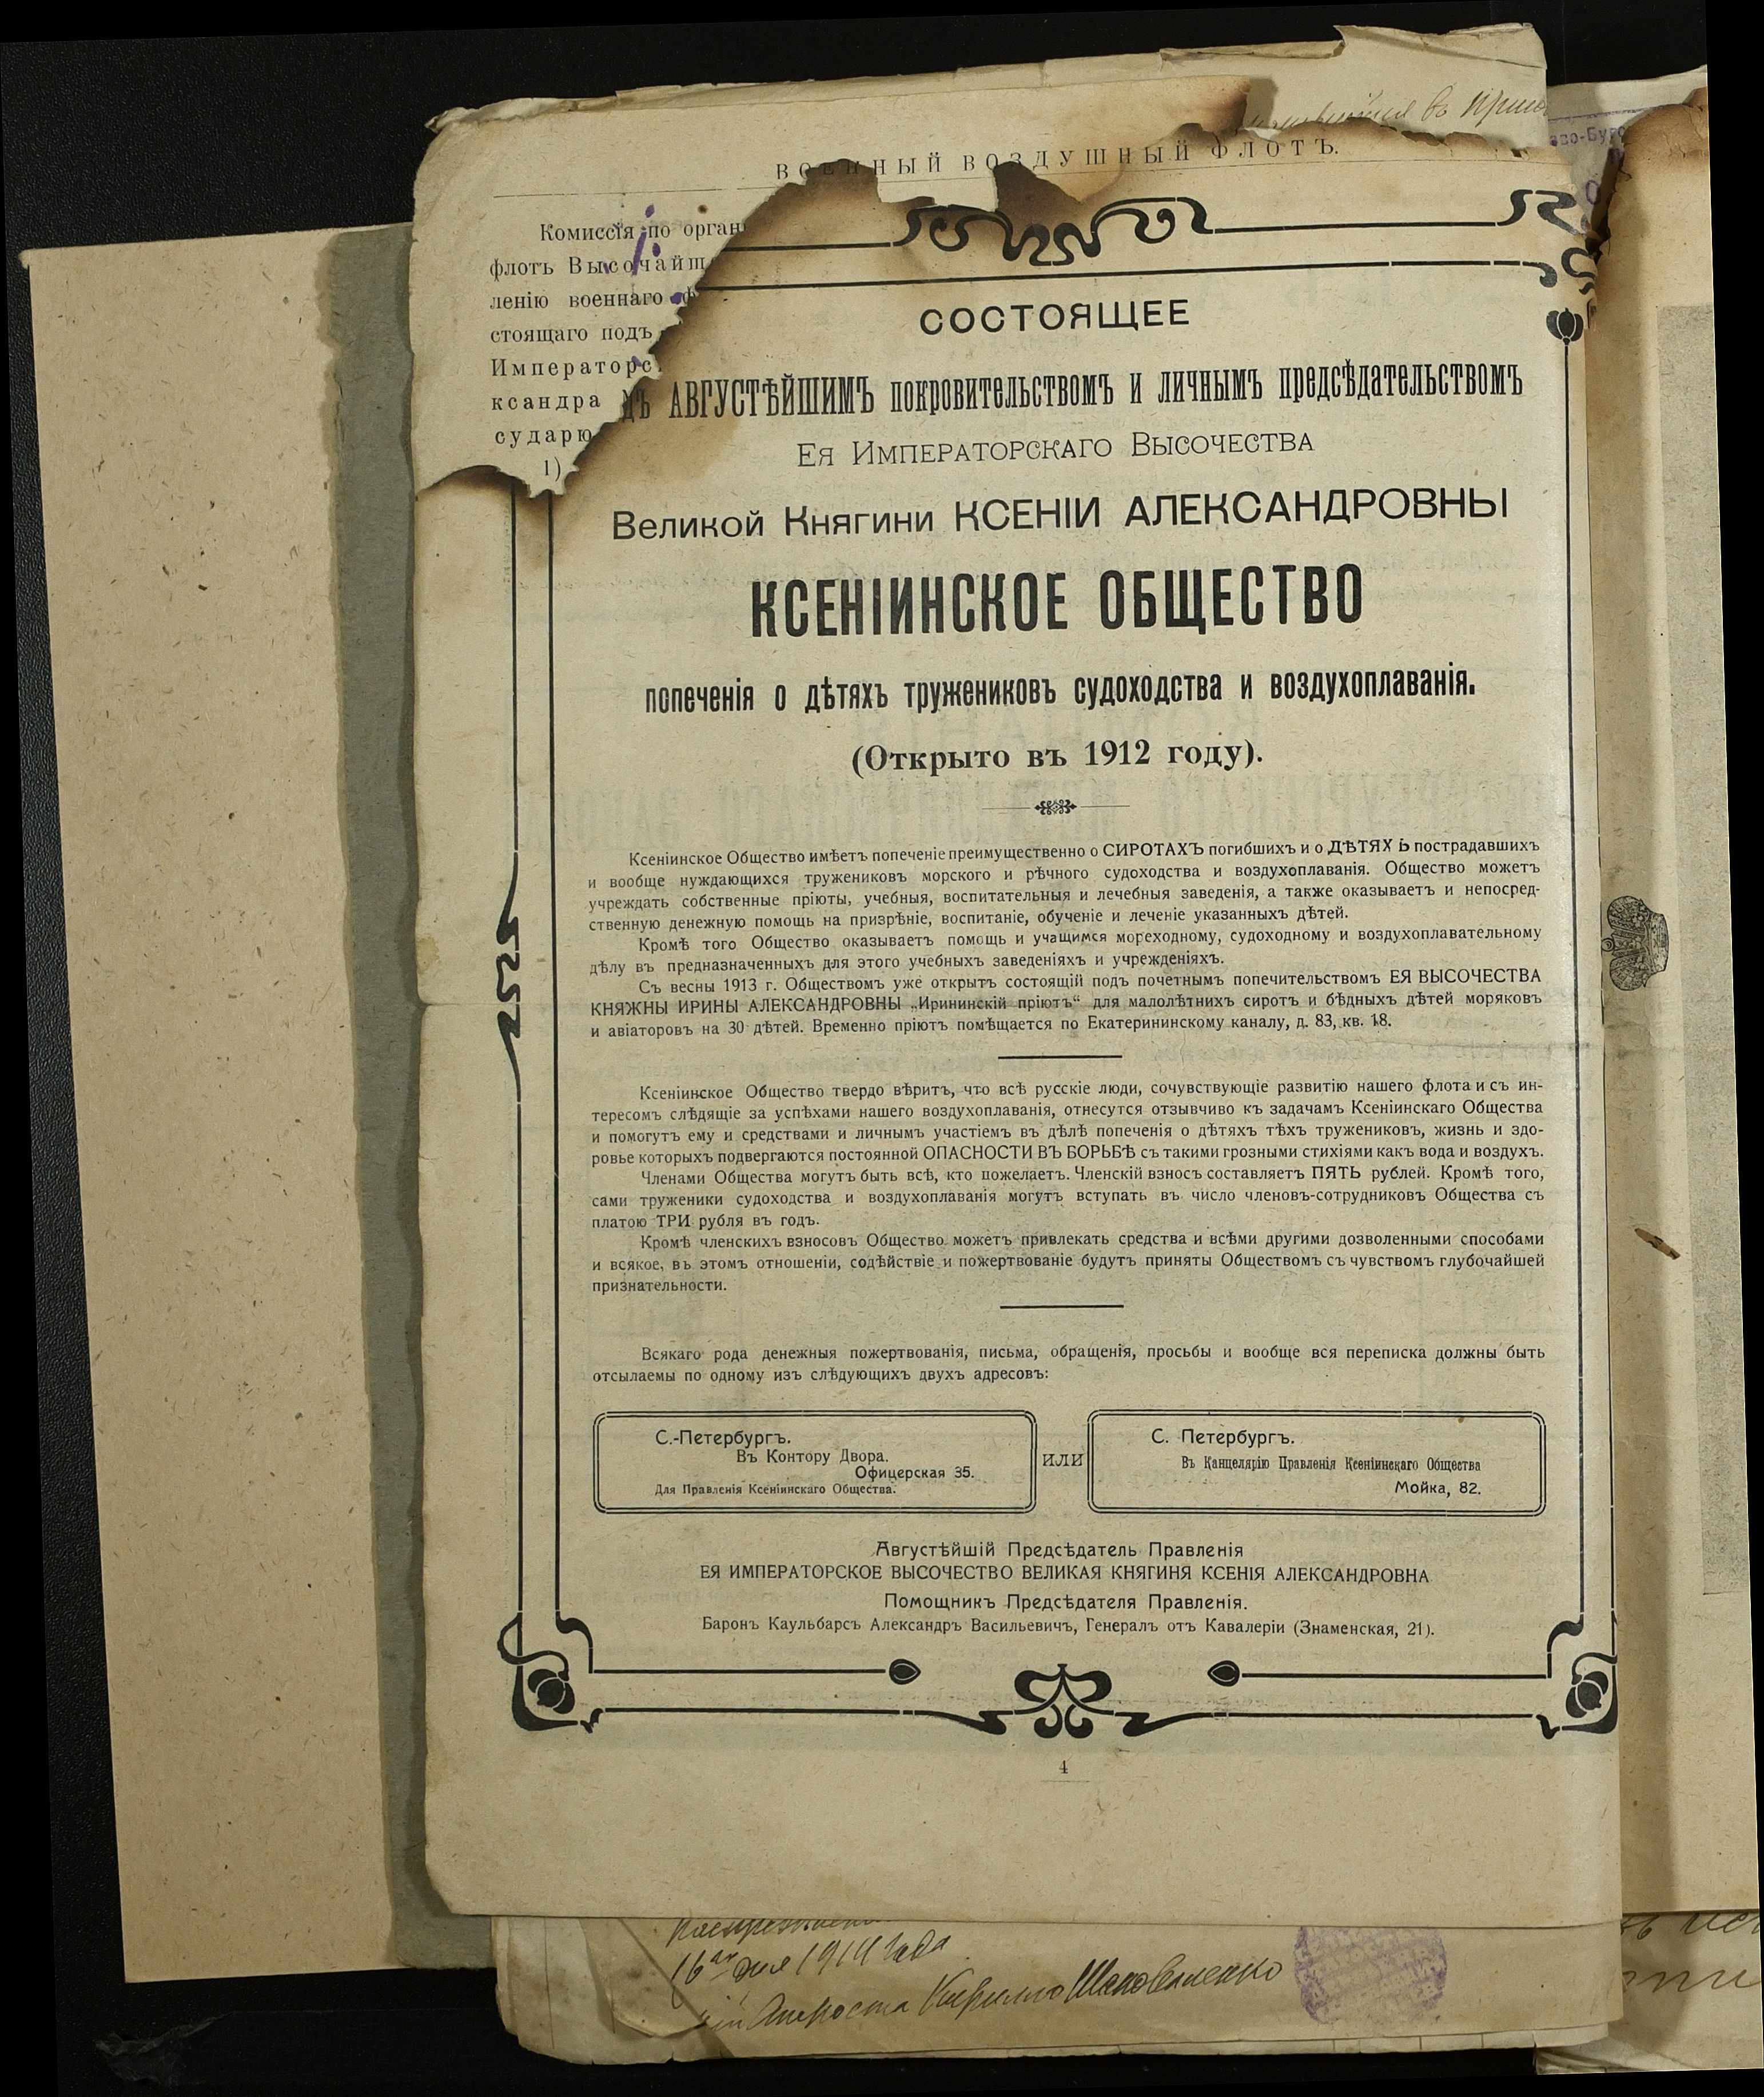 ВОЕННЫЙ ВОЗДУШНЫЙ ФЛОТЪ.
Комиссія по орган
флотъ Высочайш
ленію военнаго ф
стоящаго подъ
Императорс
ксандра
сударю
1)
СОСТОЯЩЕЕ
дъ АВГУСТѢЙШИМЪ покровительствомъ и личнымъ предсѣдательствомъ
Ея Императорскаго Высочества
Великой Княгини КСЕНІИ АЛЕКСАНДРОВНЫ
КСЕНІИНСКОЕ ОБЩЕСТВО
попеченія о дѣтяхъ тружениковъ судоходства и воздухоплаванія.
(Открыто въ 1912 году).
Ксеніинское Общество имѣетъ попеченіе преимущественно о СИРОТАХЪ погибшихъ и о ДѢТЯХЪ пострадавшихъ
и вообще нуждающихся тружениковъ морского и рѣчного судоходства и воздухоплаванія. Общество можетъ
учреждать собственные пріюты, учебныя, воспитательныя и лечебныя заведенія, а также оказываетъ и непосред-
ственную денежную помощь на призрѣніе, воспитаніе, обученіе и леченіе указанныхъ дѣтей.
Кромѣ того Общество оказываетъ помощь и учащимся мореходному, судоходному и воздухоплавательному
дѣлу въ предназначенныхъ для этого учебныхъ заведеніяхъ и учрежденіяхъ.
Съ весны 1913 г. Обществомъ уже открытъ состоящій подъ почетнымъ попечительствомъ ЕЯ ВЫСОЧЕСТВА
КНЯЖНЫ ИРИНЫ АЛЕКСАНДРОВНЫ „Ирининскій пріютъ“ для малолѣтнихъ сиротъ и бѣдныхъ дѣтей моряковъ
и авіаторовъ на 30 дѣтей. Временно пріютъ помѣщается по Екатерининскому каналу, д. 83, кв. 18.
Ксеніинское Общество твердо вѣритъ, что всѣ русскіе люди, сочувствующіе развитію нашего флота и съ ин-
тересомъ слѣдящіе за успѣхами нашего воздухоплаванія, отнесутся отзывчиво къ задачамъ Ксеніинскаго Общества
и помогутъ ему и средствами и личнымъ участіемъ въ дѣлѣ попеченія о дѣтяхъ тѣхъ тружениковъ, жизнь и здо-
ровье которыхъ подвергаются постоянной ОПАСНОСТИ ВЪ БОРЬБѢ съ такими грозными стихіями какъ вода и воздухъ.
Членами Общества могутъ быть всѣ, кто пожелаетъ. Членскій взносъ составляетъ ПЯТЬ рублей. Кромѣ того,
сами труженики судоходства и воздухоплаванія могутъ вступать въ число членовъ-сотрудниковъ Общества съ
платою ТРИ рубля въ годъ.
Кромѣ членскихъ взносовъ Общество можетъ привлекать средства и всѣми другими дозволенными способами
и всякое, въ этомъ отношеніи, содѣйствіе и пожертвованіе будутъ приняты Обществомъ съ чувствомъ глубочайшей
признательности.
Всякаго рода денежныя пожертвованія, письма, обращенія, просьбы и вообще вся переписка должны быть
отсылаемы по одному изъ слѣдующихъ двухъ адресовъ:
С.-Петербургъ.
Въ Контору Двора.
Офицерская 35.
Для Правленія Ксеніинскаго Общества.
или
С. Петербургъ.
Въ Канцелярію Правленія Ксеніинскаго Общества
Мойка, 82.
Августѣйшій Предсѣдатель Правленія
ЕЯ ИМПЕРАТОРСКОЕ ВЫСОЧЕСТВО ВЕЛИКАЯ КНЯГИНЯ КСЕНІЯ АЛЕКСАНДРОВНА
Помощникъ Предсѣдателя Правленія.
Баронъ Каульбарсъ Александръ Васильевичъ, Генералъ отъ Кавалеріи (Знаменская, 21).
4
16 дня 1914 года